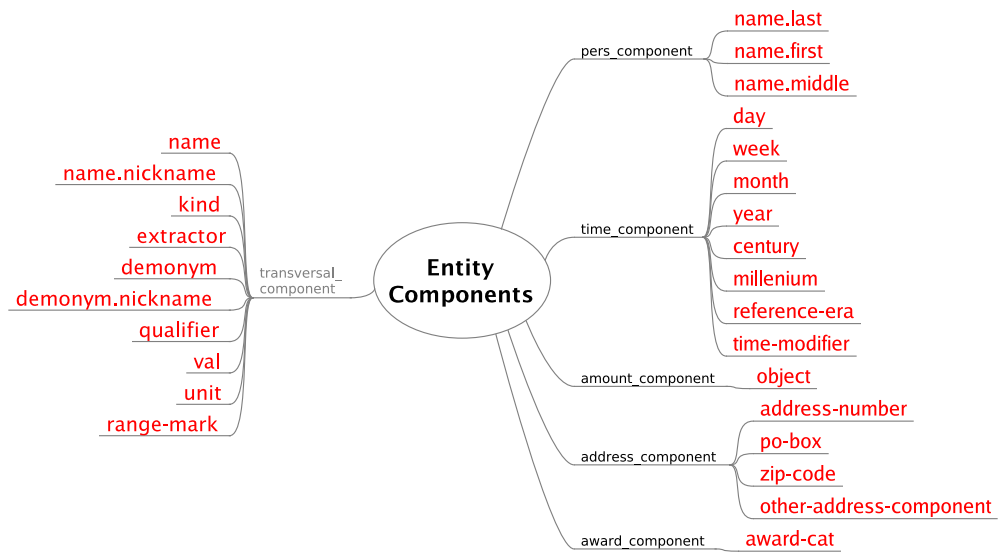 Entity
Components
pers_component
name.last
name.first
name.middle
time_component
day
week
month
year
century
millenium
reference-era
time-modifier
amount_component
object
address_component
address-number
po-box
zip-code
other-address-component
award_component
award-cat
transversal_
component
name
name.nickname
kind
extractor
demonym
demonym.nickname
qualifier
val
unit
range-mark